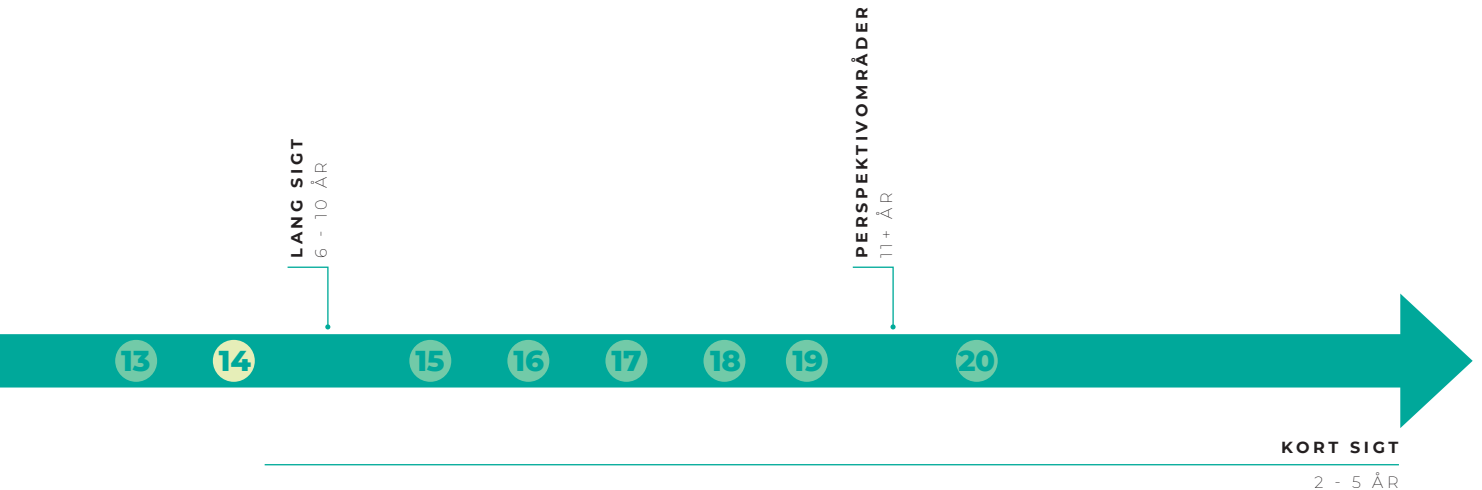 LANG SIGT
6 - 10 ÅR
PERSPEKTIVOMRÅDER
11+ ÅR
13 14 15 16 17 18 19 20
KORT SIGT
2 - 5 ÅR